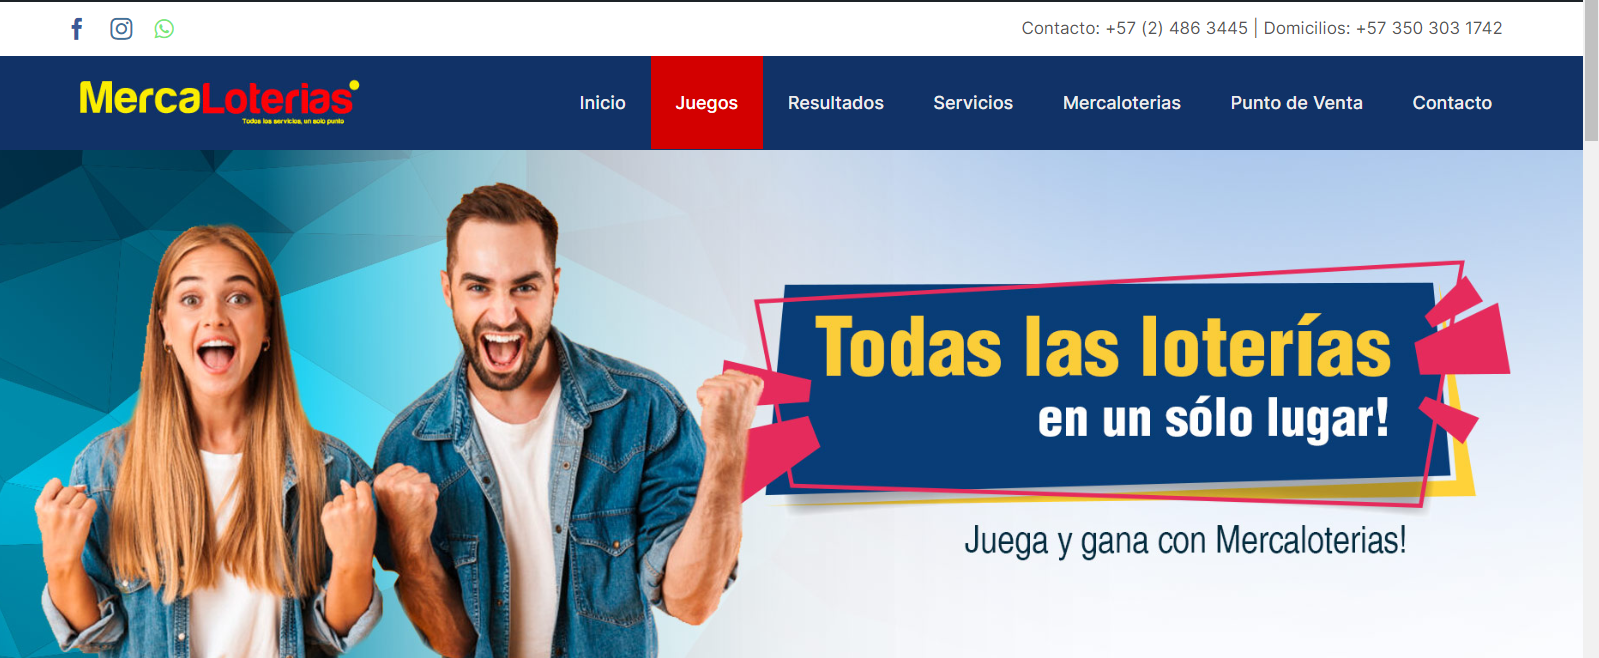 Contacto: +57 (2) 486 3445 | Domicilios: +57 350 303 1742
MercaLoterias
Todos los servicios, un solo punto
Inicio Juegos Resultados Servicios Mercaloterias Punto de Venta Contacto
Todas las loterías
en un sólo lugar!
Juega y gana con Mercaloterias!